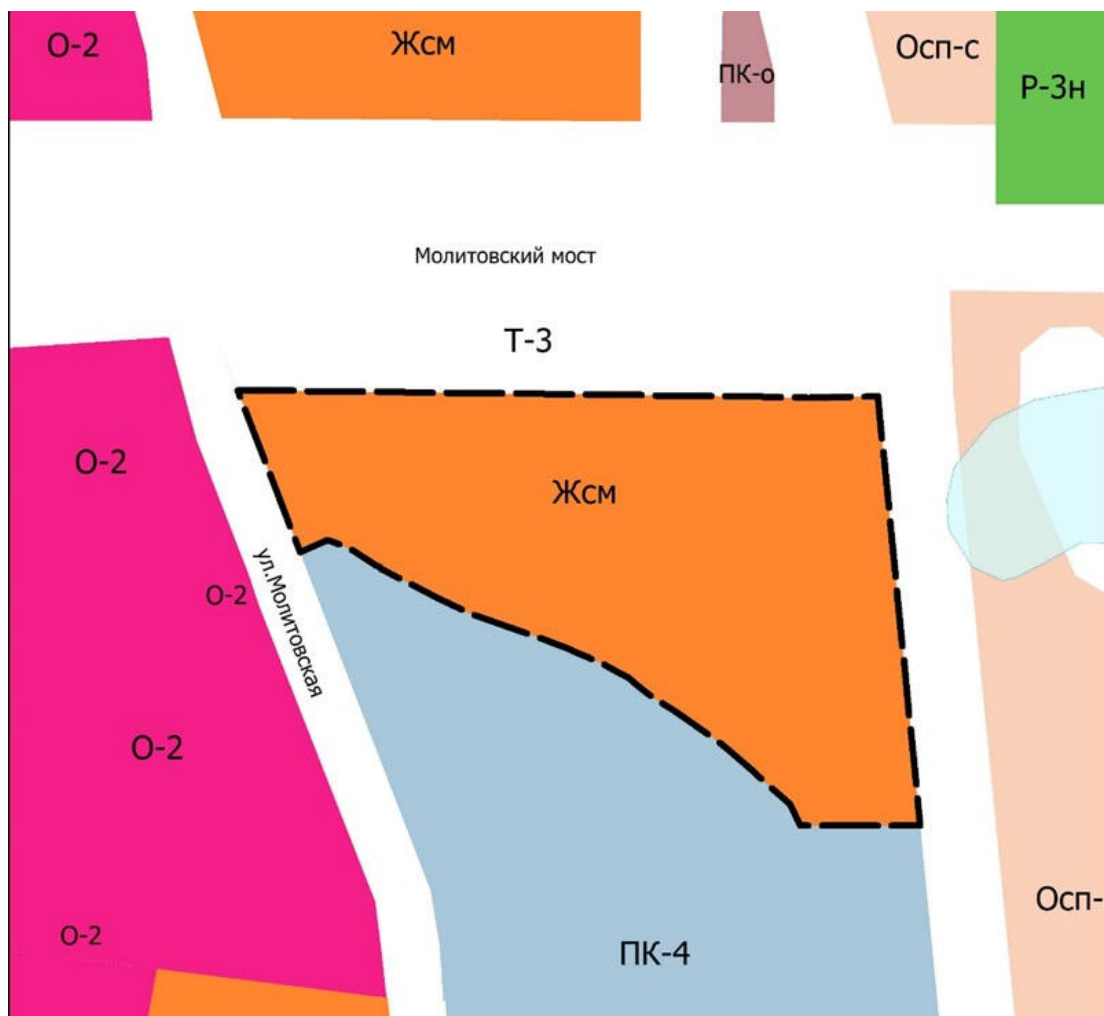 О-2
Жсм
ПК-о
Осп-с
Р-3н
Молитовский мост
Т-3
О-2
Жсм
О-2
ул.Молитовская
О-2
Осп-
О-2
ПК-4